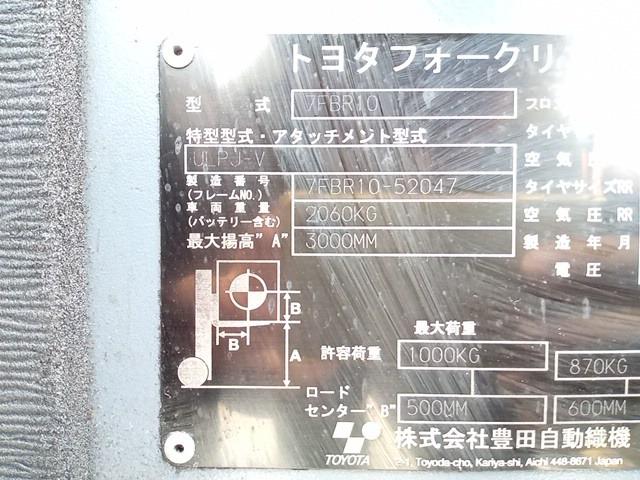 トヨタフォークリ
型 式 7FBR10 フロン
特型型式・アタッチメント型式 タイヤ
ULPJ-V 空気圧
製造番号 (フレームNO.) 7FBR10-52047 タイヤサイズRR
車両重量 (バッテリー含む) 2060KG 空気圧RR
最大揚高"A" 3000MM 製造年月
電圧
B
B A
最大荷重
許容荷重 1000KG 870KG
ロード
センター"B" 500MM 600MM
TOYOTA 株式会社豊田自動織機
2-1, Toyoda-cho, Kariya-shi, Aichi 448-8671 Japan